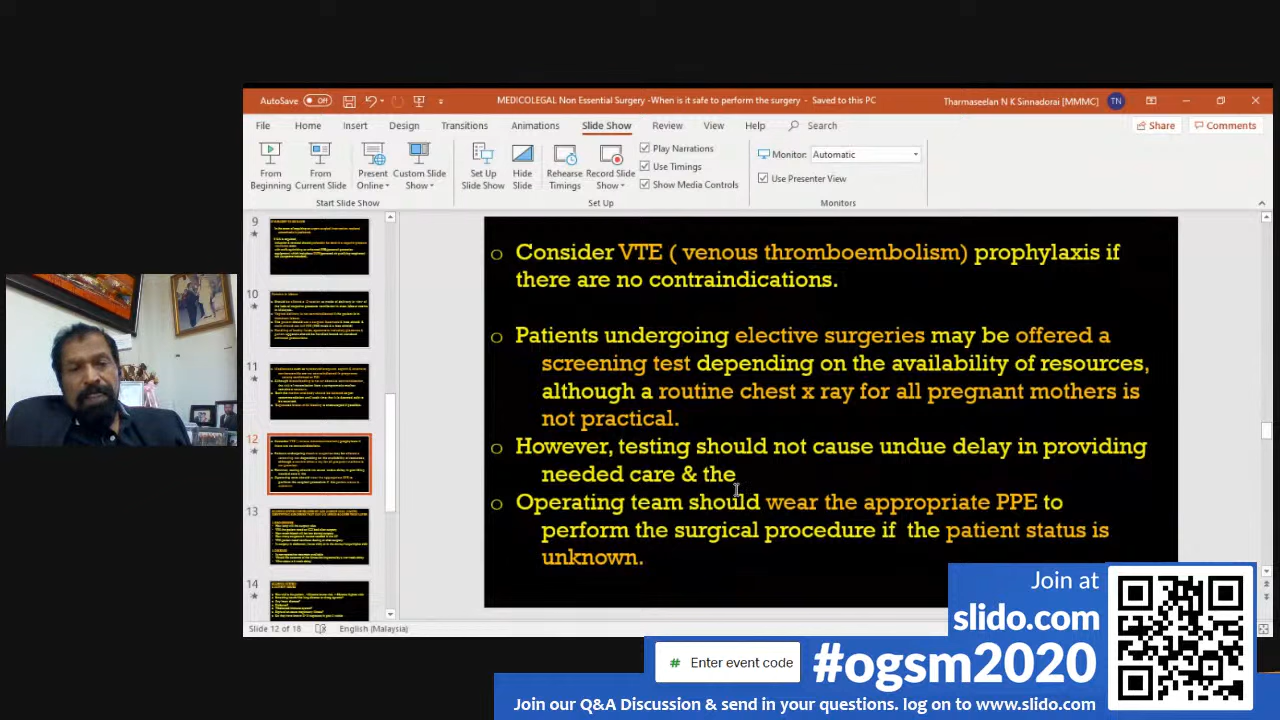 AutoSave Off
MEDICOLEGAL Non Essential Surgery -When is it safe to perform the surgery - Saved to this PC
Tharmaseelan N K Sinnadorai [MMMC] TN
File Home Insert Design Transitions Animations Slide Show Review View Help Search
Share Comments
From Beginning
From Current Slide
Present Online
Custom Slide Show
Set Up Slide Show
Hide Slide
Rehearse Timings
Record Slide Show
Play Narrations
Use Timings
Show Media Controls
Monitor: Automatic
Use Presenter View
Start Slide Show
Set Up
Monitors
9
10
11
12
13
14
o Consider VTE ( venous thromboembolism) prophylaxis if
there are no contraindications.
o Patients undergoing elective surgeries may be offered a
screening test depending on the availability of resources,
although a routine chest x ray for all pregnant mothers is
not practical.
o However, testing should not cause undue delay in providing
needed care & the
o Operating team should wear the appropriate PPE to
perform the surgical procedure if the patient status is
unknown.
Slide 12 of 18 English (Malaysia)
Join at
slido.com
# Enter event code
#ogsm2020
Join our Q&A Discussion & send in your questions. log on to www.slido.com